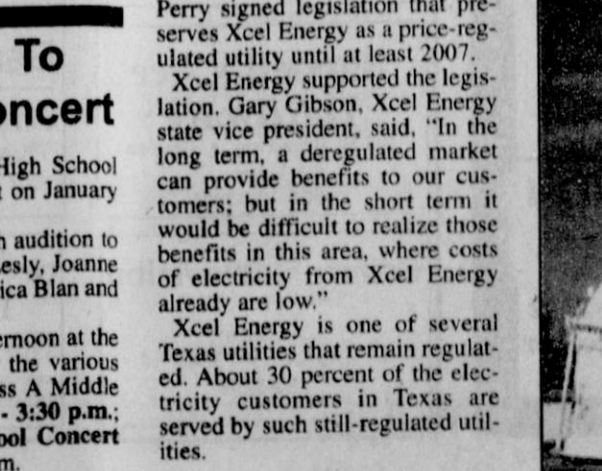 To
oncert
High School
t on January
n audition to
esly, Joanne
ica Blan and
ernoon at the
the various
ss A Middle
- 3:30 p.m.;
ool Concert
m.
Perry signed legislation that pre-
serves Xcel Energy as a price-reg-
ulated utility until at least 2007.
Xcel Energy supported the legis-
lation. Gary Gibson, Xcel Energy
state vice president, said, “In the
long term, a deregulated market
can provide benefits to our cus-
tomers; but in the short term it
would be difficult to realize those
benefits in this area, where costs
of electricity from Xcel Energy
already are low.”
Xcel Energy is one of several
Texas utilities that remain regulat-
ed. About 30 percent of the elec-
tricity customers in Texas are
served by such still-regulated util-
ities.